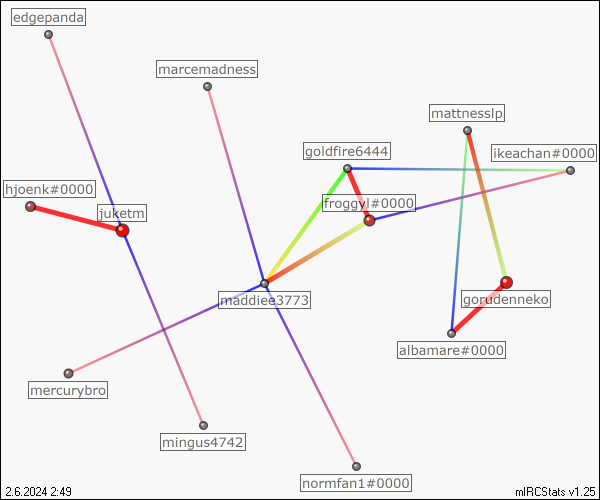 edgepanda
marcemadness
mattnesslp
goldfire6444
ikeachan#0000
hjoenk#0000
froggyl#0000
juketm
maddiee3773
gorudenneko
albamare#0000
mercurybro
mingus4742
normfan1#0000
2.6.2024 2:49
mIRCStats v1.25